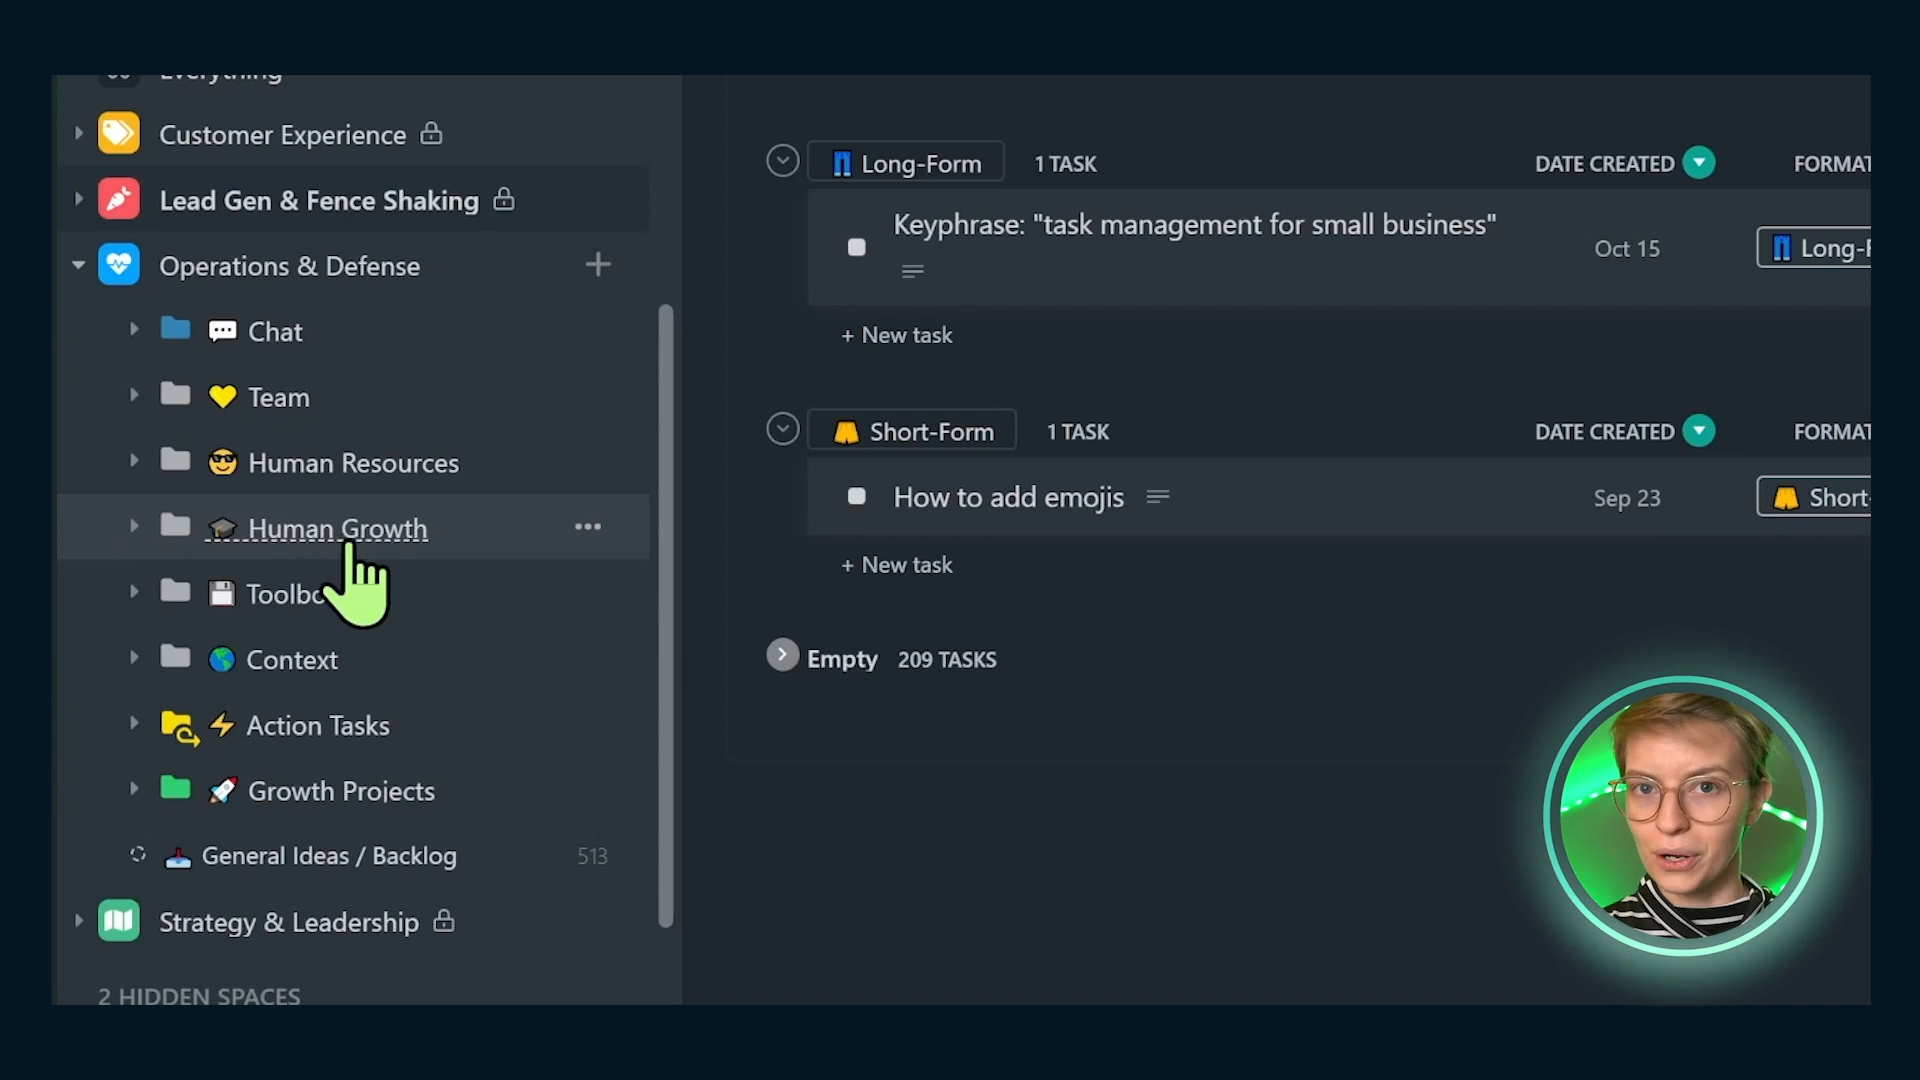 Everything
Customer Experience
Lead Gen & Fence Shaking
Operations & Defense
Chat
Team
Human Resources
Human Growth
Context
Action Tasks
Growth Projects
General Ideas / Backlog 513
Strategy & Leadership
2 HIDDEN SPACES
Long-Form 1 TASK DATE CREATED
Keyphrase: "task management for small business" Oct 15
+ New task
Short-Form 1 TASK DATE CREATED
How to add emojis Sep 23
+ New task
Empty 209 TASKS